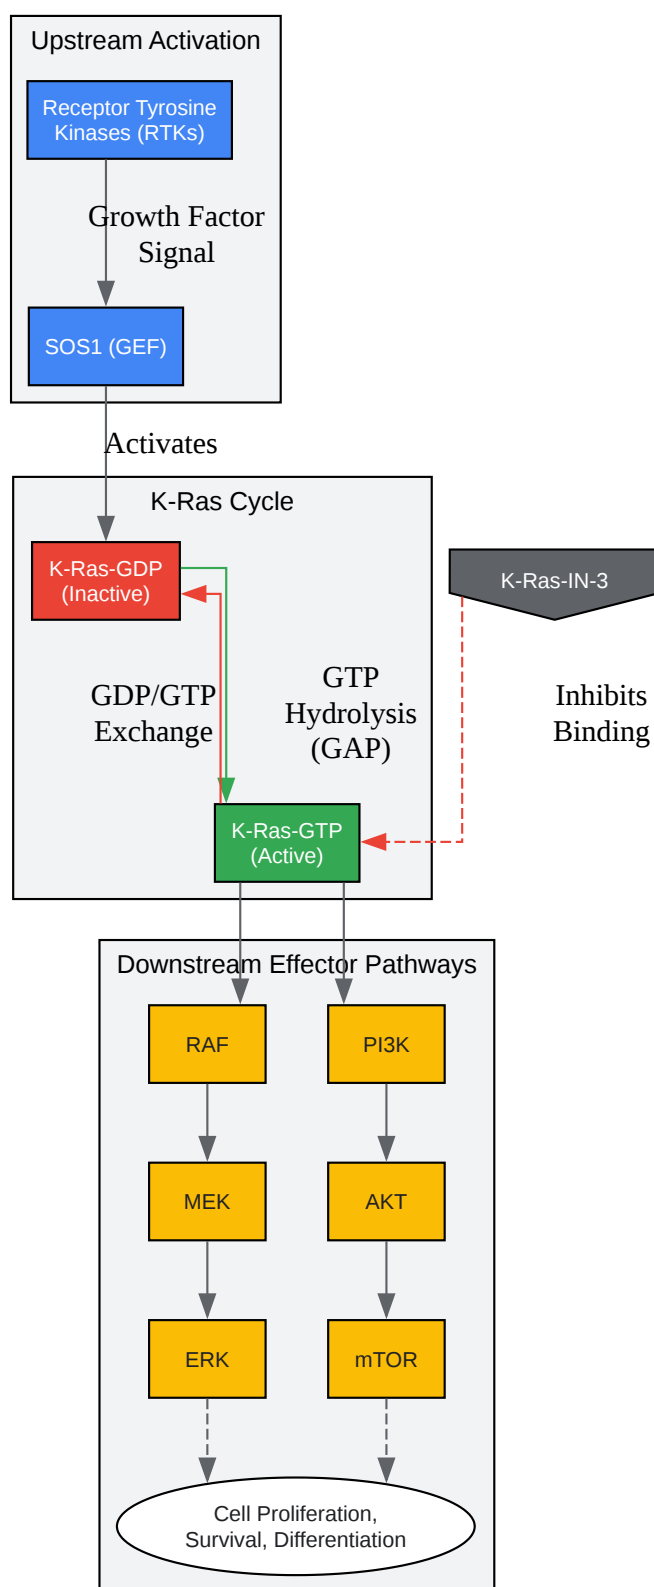 Upstream Activation
Receptor Tyrosine
Kinases (RTKs)
Growth Factor
Signal
SOS1 (GEF)
Activates
K-Ras Cycle
K-Ras-GDP
(Inactive)
K-Ras-IN-3
GDP/GTP
Exchange
GTP
Hydrolysis
(GAP)
Inhibits
Binding
K-Ras-GTP
(Active)
Downstream Effector Pathways
RAF
PI3K
MEK
AKT
ERK
mTOR
Cell Proliferation,
Survival, Differentiation